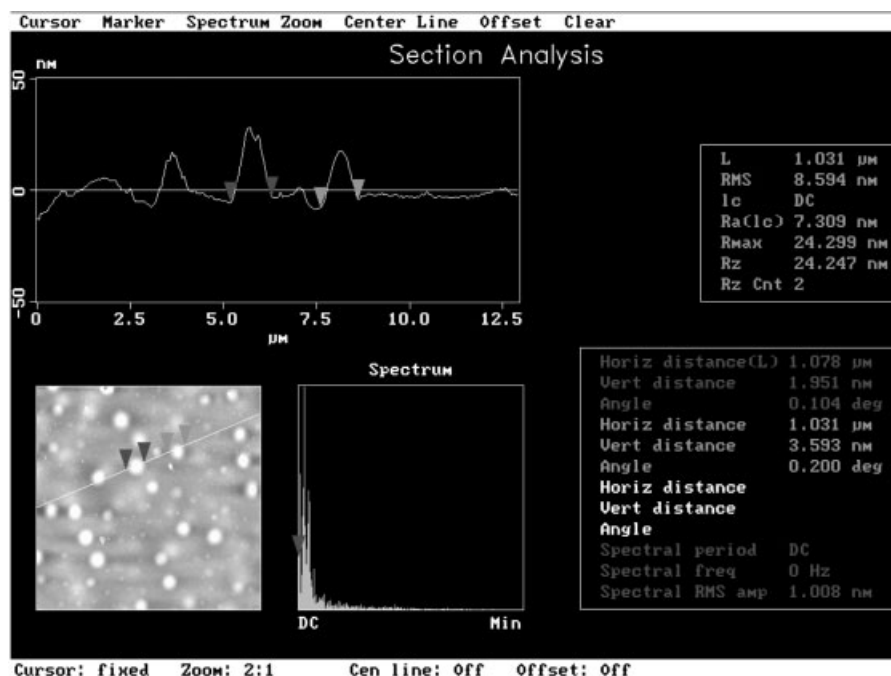 Cursor Marker Spectrum Zoom Center Line Offset Clear
Section Analysis
nm
50
0
-50
0 2.5 5.0 7.5 10.0 12.5
µm
L 1.031 µm
RMS 8.594 nm
lc DC
Ra(lc) 7.309 nm
Rmax 24.299 nm
Rz 24.247 nm
Rz Cnt 2
Spectrum
DC Min
Horiz distance(L) 1.078 µm
Vert distance 1.951 nm
Angle 0.104 deg
Horiz distance 1.031 µm
Vert distance 3.593 nm
Angle 0.200 deg
Horiz distance
Vert distance
Angle
Spectral period DC
Spectral freq 0 Hz
Spectral RMS amp 1.008 nm
Cursor: fixed Zoom: 2:1 Cen line: Off Offset: Off